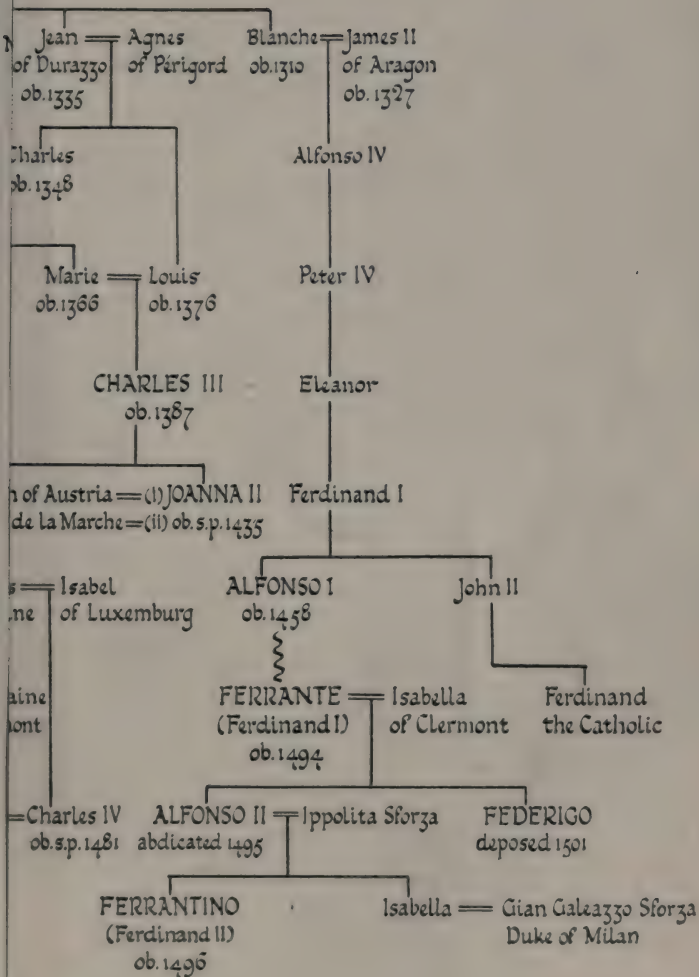 Jean = Agnes
of Durazzo of Périgord
ob. 1335
Blanche = James II
ob. 1310 of Aragon
ob. 1327
Charles
ob. 1348
Alfonso IV
Marie = Louis
ob. 1366 ob. 1376
Peter IV
CHARLES III
ob. 1387
Eleanor
of Austria = (i) JOANNA II
de la Marche = (ii) ob. s.p. 1435
Ferdinand I
= Isabel
of Luxemburg
ALFONSO I
ob. 1458
John II
FERRANTE = Isabella
(Ferdinand I) of Clermont
ob. 1494
Ferdinand
the Catholic
= Charles IV
ob. s.p. 1481
ALFONSO II = Ippolita Sforza
abdicated 1495
FEDERIGO
deposed 1501
FERRANTINO
(Ferdinand II)
ob. 1496
Isabella = Gian Galeazzo Sforza
Duke of Milan